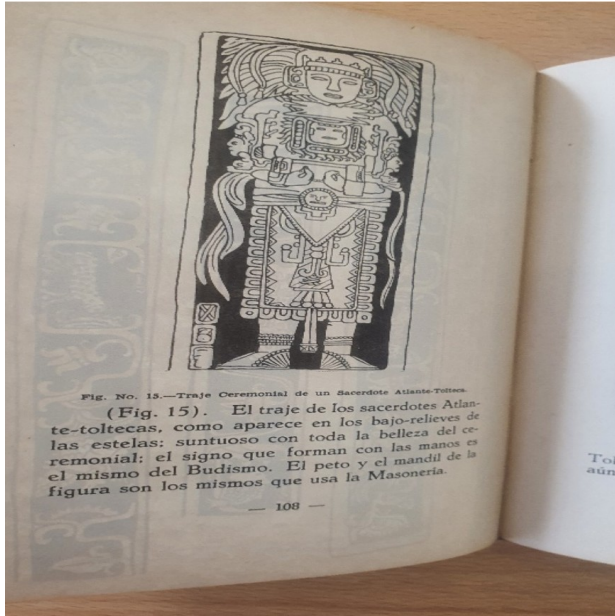 Fig. No. 15.—Traje Ceremonial de un Sacerdote Atlante-Tolteca.
(Fig. 15). El traje de los sacerdotes Atlan-
te-toltecas, como aparece en los bajo-relieves de
las estelas: suntuoso con toda la belleza del ce-
remonial: el signo que forman con las manos es
el mismo del Budismo. El peto y el mandil de la
figura son los mismos que usa la Masonería.
— 108 —
Tol
aún